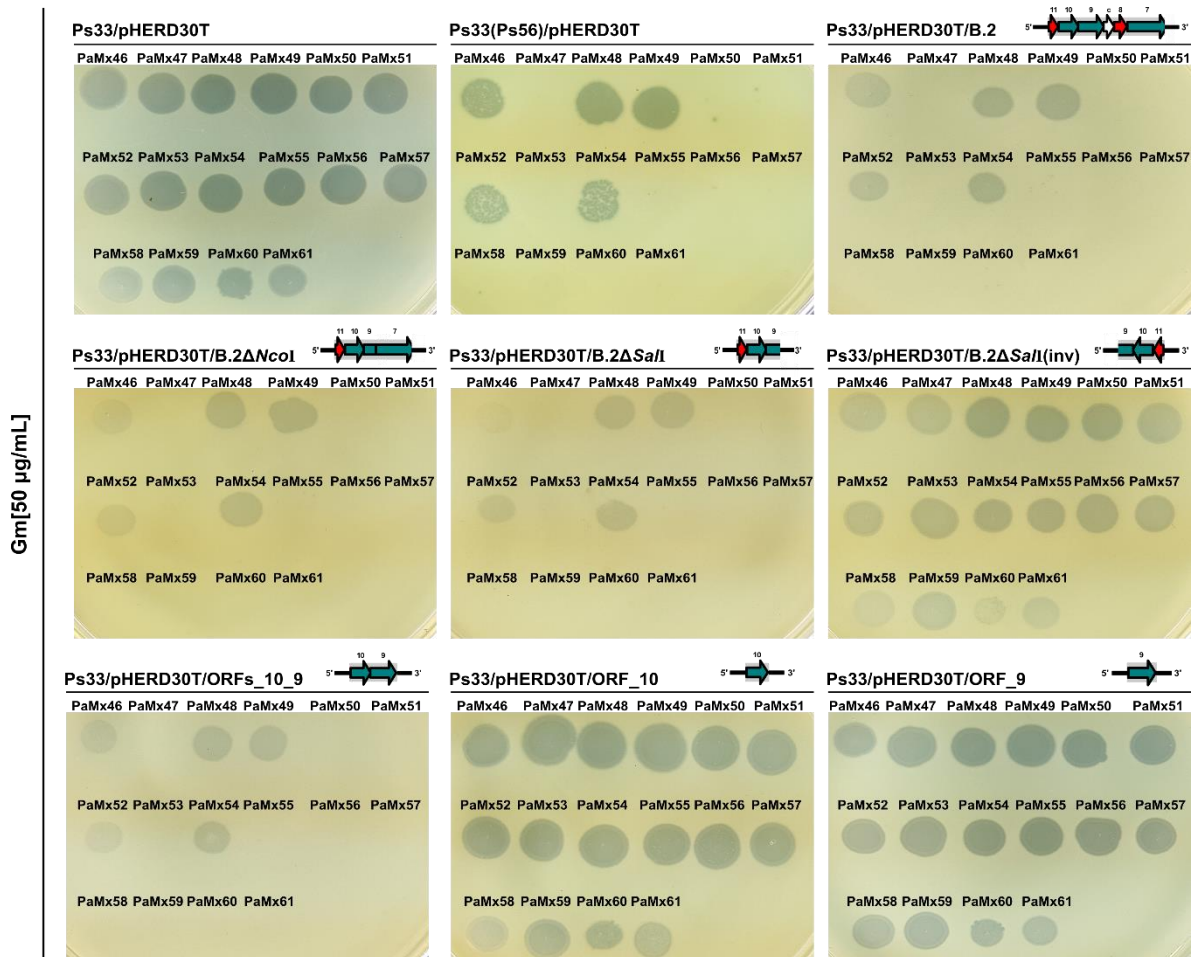 Gm[50 µg/mL]
Ps33/pHERD30T
PaMx46 PaMx47 PaMx48 PaMx49 PaMx50 PaMx51
PaMx52 PaMx53 PaMx54 PaMx55 PaMx56 PaMx57
PaMx58 PaMx59 PaMx60 PaMx61
Ps33(Ps56)/pHERD30T
PaMx46 PaMx47 PaMx48 PaMx49 PaMx50 PaMx51
PaMx52 PaMx53 PaMx54 PaMx55 PaMx56 PaMx57
PaMx58 PaMx59 PaMx60 PaMx61
11 10 9 c 8 7
Ps33/pHERD30T/B.2 5' 3'
PaMx46 PaMx47 PaMx48 PaMx49 PaMx50 PaMx51
PaMx52 PaMx53 PaMx54 PaMx55 PaMx56 PaMx57
PaMx58 PaMx59 PaMx60 PaMx61
11 10 9 7
Ps33/pHERD30T/B.2ΔNcoI 5' 3'
PaMx46 PaMx47 PaMx48 PaMx49 PaMx50 PaMx51
PaMx52 PaMx53 PaMx54 PaMx55 PaMx56 PaMx57
PaMx58 PaMx59 PaMx60 PaMx61
11 10 9
Ps33/pHERD30T/B.2ΔSalI 5' 3'
PaMx46 PaMx47 PaMx48 PaMx49 PaMx50 PaMx51
PaMx52 PaMx53 PaMx54 PaMx55 PaMx56 PaMx57
PaMx58 PaMx59 PaMx60 PaMx61
9 10 11
Ps33/pHERD30T/B.2ΔSalI(inv) 5' 3'
PaMx46 PaMx47 PaMx48 PaMx49 PaMx50 PaMx51
PaMx52 PaMx53 PaMx54 PaMx55 PaMx56 PaMx57
PaMx58 PaMx59 PaMx60 PaMx61
10 9
Ps33/pHERD30T/ORFs_10_9 5' 3'
PaMx46 PaMx47 PaMx48 PaMx49 PaMx50 PaMx51
PaMx52 PaMx53 PaMx54 PaMx55 PaMx56 PaMx57
PaMx58 PaMx59 PaMx60 PaMx61
10
Ps33/pHERD30T/ORF_10 5' 3'
PaMx46 PaMx47 PaMx48 PaMx49 PaMx50 PaMx51
PaMx52 PaMx53 PaMx54 PaMx55 PaMx56 PaMx57
PaMx58 PaMx59 PaMx60 PaMx61
9
Ps33/pHERD30T/ORF_9 5' 3'
PaMx46 PaMx47 PaMx48 PaMx49 PaMx50 PaMx51
PaMx52 PaMx53 PaMx54 PaMx55 PaMx56 PaMx57
PaMx58 PaMx59 PaMx60 PaMx61